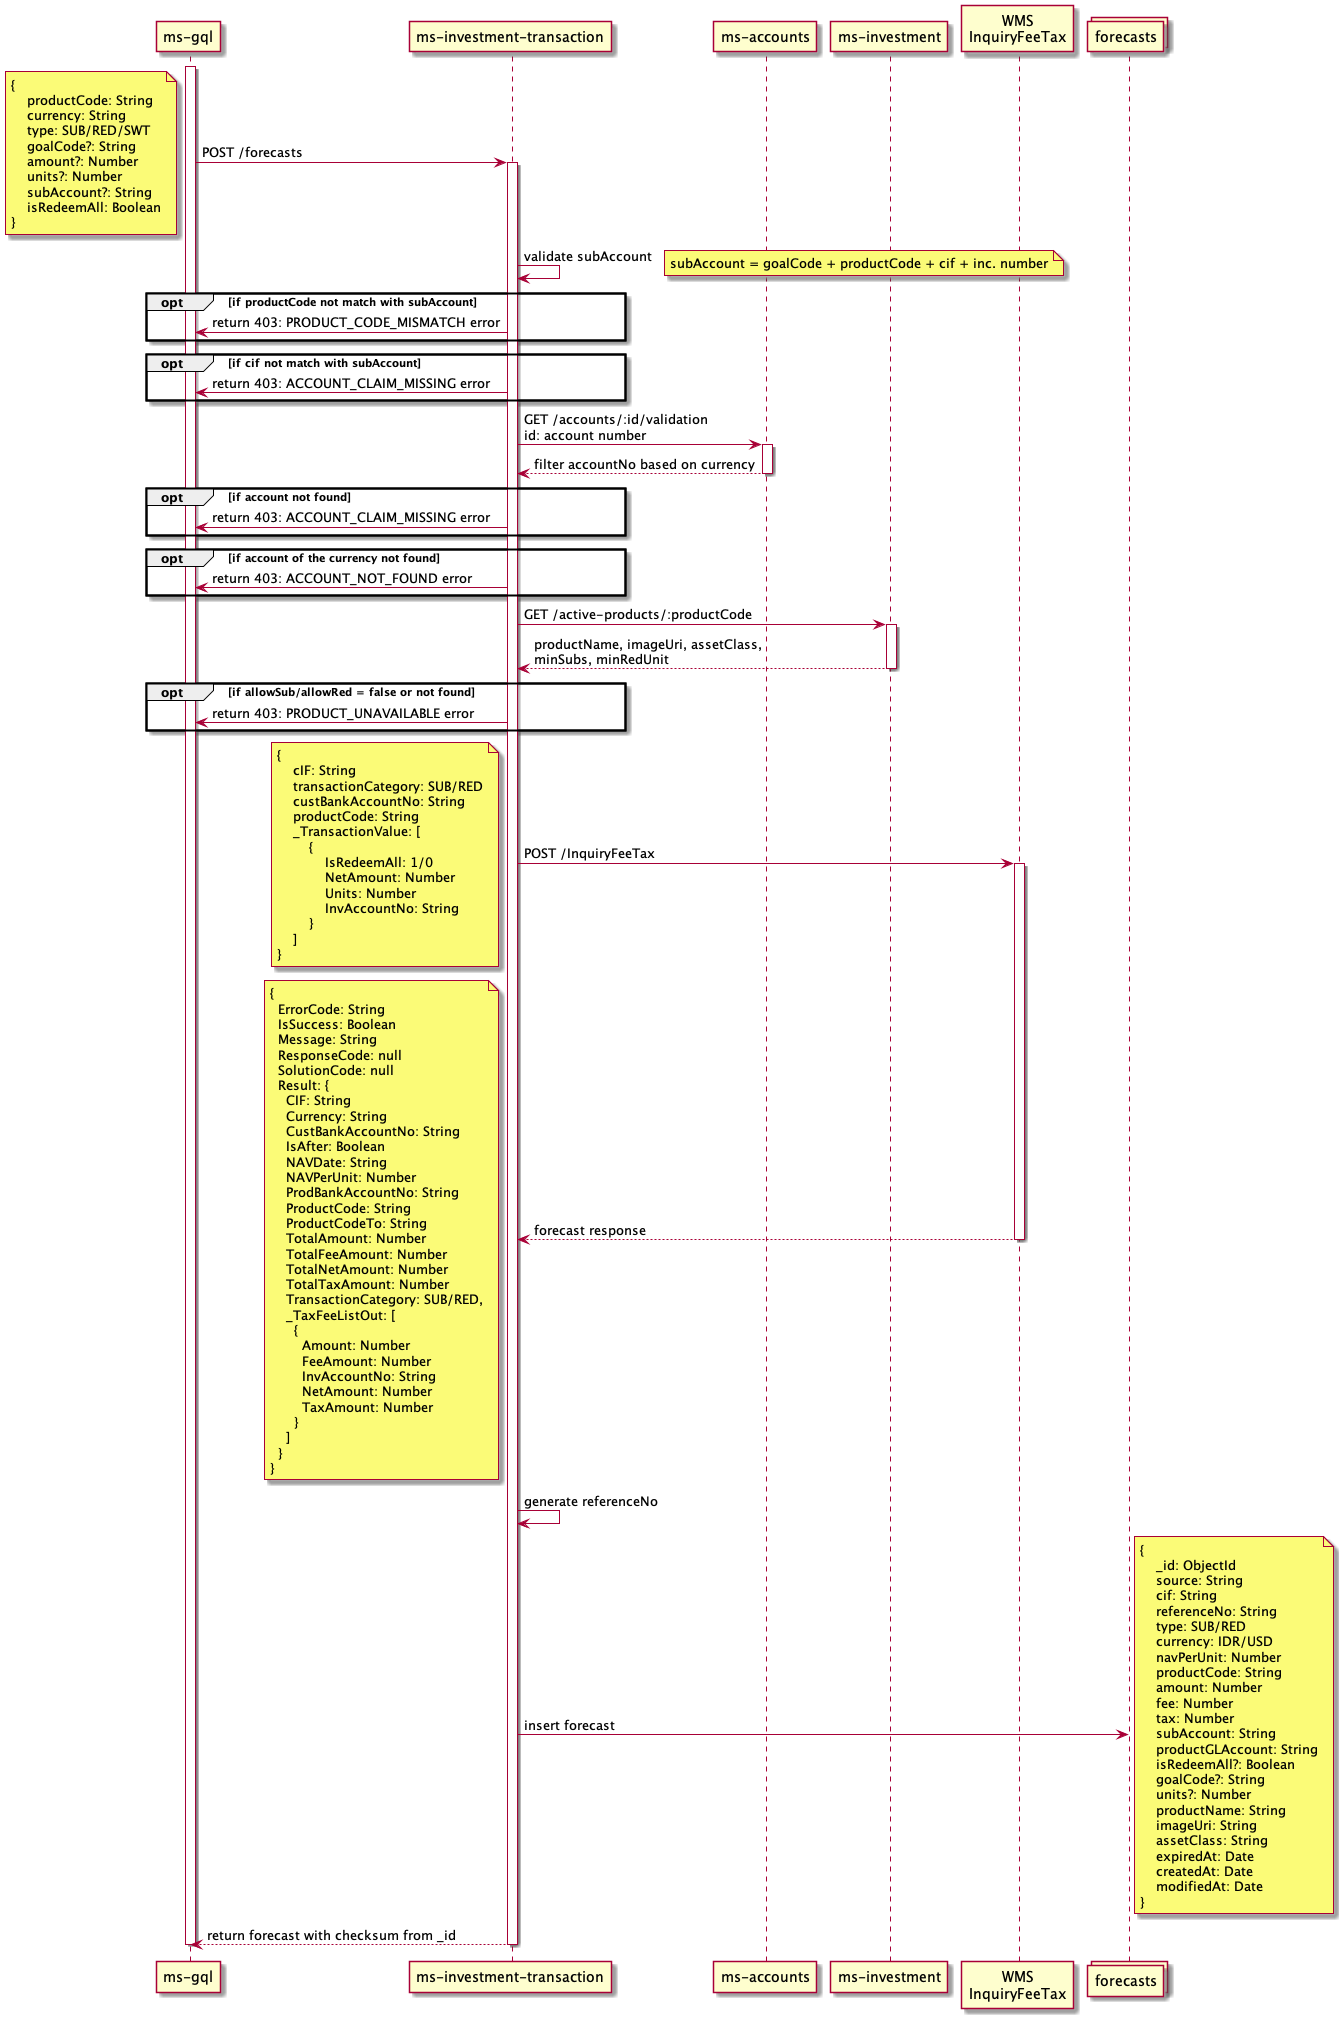 ms-gql
ms-investment-transaction
ms-accounts
ms-investment
WMS
InquiryFeeTax
forecasts
{
productCode: String
currency: String
type: SUB/RED/SWT
goalCode?: String
amount?: Number
units?: Number
subAccount?: String
isRedeemAll: Boolean
}
POST /forecasts
validate subAccount
subAccount = goalCode + productCode + cif + inc. number
opt [if productCode not match with subAccount]
return 403: PRODUCT_CODE_MISMATCH error
opt [if cif not match with subAccount]
return 403: ACCOUNT_CLAIM_MISSING error
GET /accounts/:id/validation
id: account number
filter accountNo based on currency
opt [if account not found]
return 403: ACCOUNT_CLAIM_MISSING error
opt [if account of the currency not found]
return 403: ACCOUNT_NOT_FOUND error
GET /active-products/:productCode
productName, imageUri, assetClass,
minSubs, minRedUnit
opt [if allowSub/allowRed = false or not found]
return 403: PRODUCT_UNAVAILABLE error
{
cIF: String
transactionCategory: SUB/RED
custBankAccountNo: String
productCode: String
_TransactionValue: [
{
IsRedeemAll: 1/0
NetAmount: Number
Units: Number
InvAccountNo: String
}
]
}
POST /InquiryFeeTax
{
ErrorCode: String
IsSuccess: Boolean
Message: String
ResponseCode: null
SolutionCode: null
Result: {
CIF: String
Currency: String
CustBankAccountNo: String
IsAfter: Boolean
NAVDate: String
NAVPerUnit: Number
ProdBankAccountNo: String
ProductCode: String
ProductCodeTo: String
TotalAmount: Number
TotalFeeAmount: Number
TotalNetAmount: Number
TotalTaxAmount: Number
TransactionCategory: SUB/RED,
_TaxFeeListOut: [
{
Amount: Number
FeeAmount: Number
InvAccountNo: String
NetAmount: Number
TaxAmount: Number
}
]
}
}
forecast response
generate referenceNo
{
_id: ObjectId
source: String
cif: String
referenceNo: String
type: SUB/RED
currency: IDR/USD
navPerUnit: Number
productCode: String
amount: Number
fee: Number
tax: Number
subAccount: String
productGLAccount: String
isRedeemAll?: Boolean
goalCode?: String
units?: Number
productName: String
imageUri: String
assetClass: String
expiredAt: Date
createdAt: Date
modifiedAt: Date
}
insert forecast
return forecast with checksum from _id
ms-gql
ms-investment-transaction
ms-accounts
ms-investment
WMS
InquiryFeeTax
forecasts